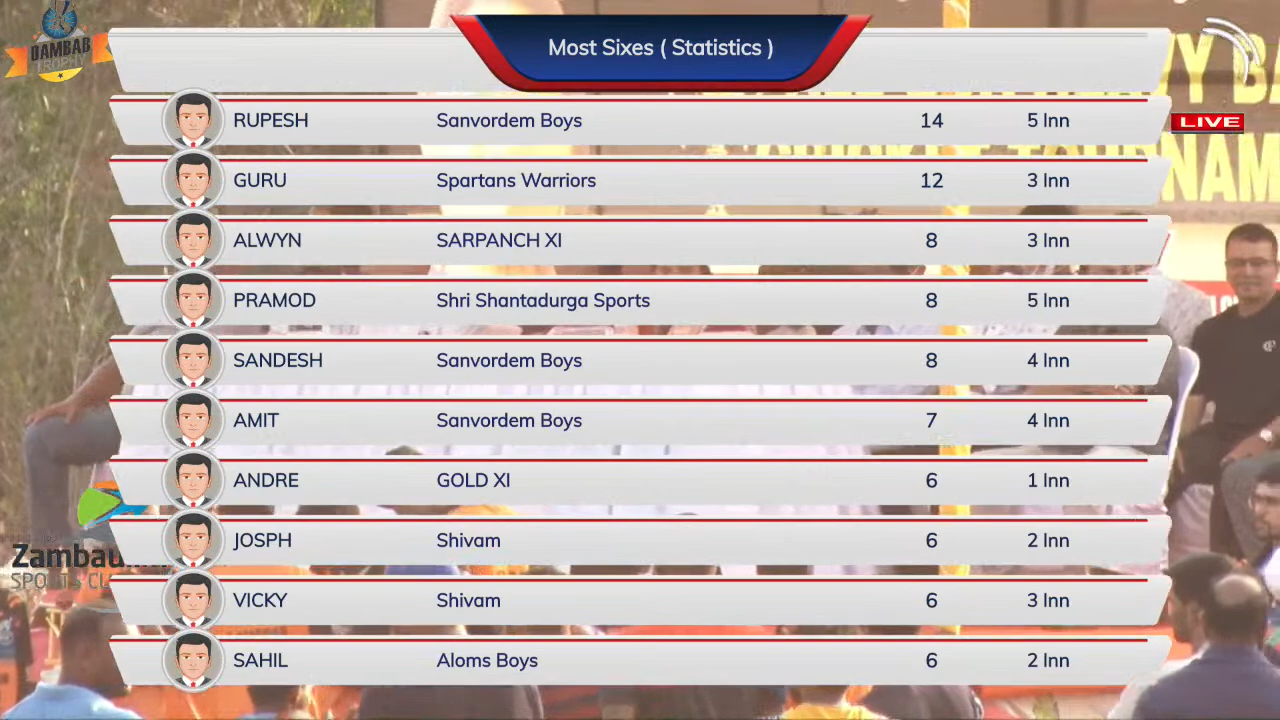 Most Sixes ( Statistics )
DAMBAB
TROPHY
LIVE
RUPESH Sanvordem Boys 14 5 Inn
GURU Spartans Warriors 12 3 Inn
ALWYN SARPANCH XI 8 3 Inn
PRAMOD Shri Shantadurga Sports 8 5 Inn
SANDESH Sanvordem Boys 8 4 Inn
AMIT Sanvordem Boys 7 4 Inn
ANDRE GOLD XI 6 1 Inn
JOSPH Shivam 6 2 Inn
VICKY Shivam 6 3 Inn
SAHIL Aloms Boys 6 2 Inn
SPORTS